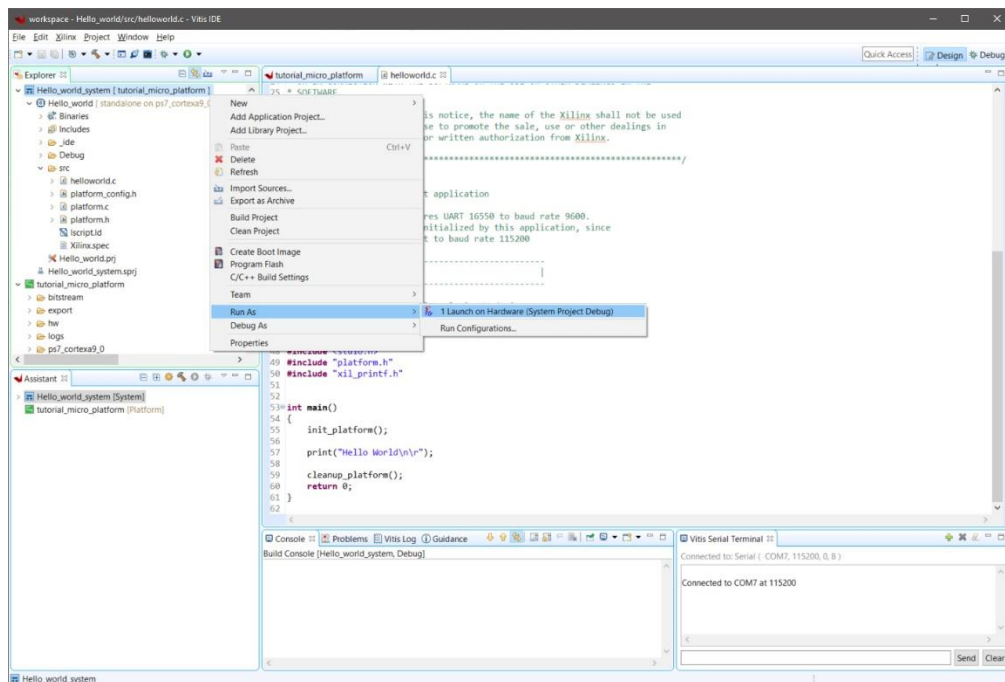 workspace - Hello_world/src/helloworld.c - Vitis IDE
File Edit Xilinx Project Window Help
Quick Access
Design
Debug
Explorer
Hello_world_system [ tutorial_micro_platform ]
Hello_world [ standalone on ps7_cortexa9_0
Binaries
Includes
_ide
Debug
src
helloworld.c
platform_config.h
platform.c
platform.h
lscript.ld
Xilinx.spec
Hello_world.prj
Hello_world_system.sprj
tutorial_micro_platform
bitstream
export
hw
logs
ps7_cortexa9_0
New
Add Application Project...
Add Library Project...
Paste Ctrl+V
Delete
Refresh
Import Sources...
Export as Archive
Build Project
Clean Project
Create Boot Image
Program Flash
C/C++ Build Settings
Team
Run As
Debug As
Properties
1 Launch on Hardware (System Project Debug)
Run Configurations...
tutorial_micro_platform
helloworld.c
25 * SOFTWARE.
is notice, the name of the Xilinx shall not be used
se to promote the sale, use or other dealings in
or written authorization from Xilinx.
******************************************************/
t application
res UART 16550 to baud rate 9600.
nitialized by this application, since
t to baud rate 115200
-----------------------
|
-----------------------
48 #include <stdio.h>
49 #include "platform.h"
50 #include "xil_printf.h"
51
52
53 int main()
54 {
55 init_platform();
56
57 print("Hello World\n\r");
58
59 cleanup_platform();
60 return 0;
61 }
62
Assistant
Hello_world_system [System]
tutorial_micro_platform [Platform]
Console
Problems
Vitis Log
Guidance
Build Console [Hello_world_system, Debug]
Vitis Serial Terminal
Connected to: Serial ( COM7, 115200, 0, 8 )
Connected to COM7 at 115200
Send
Clear
Hello_world_system